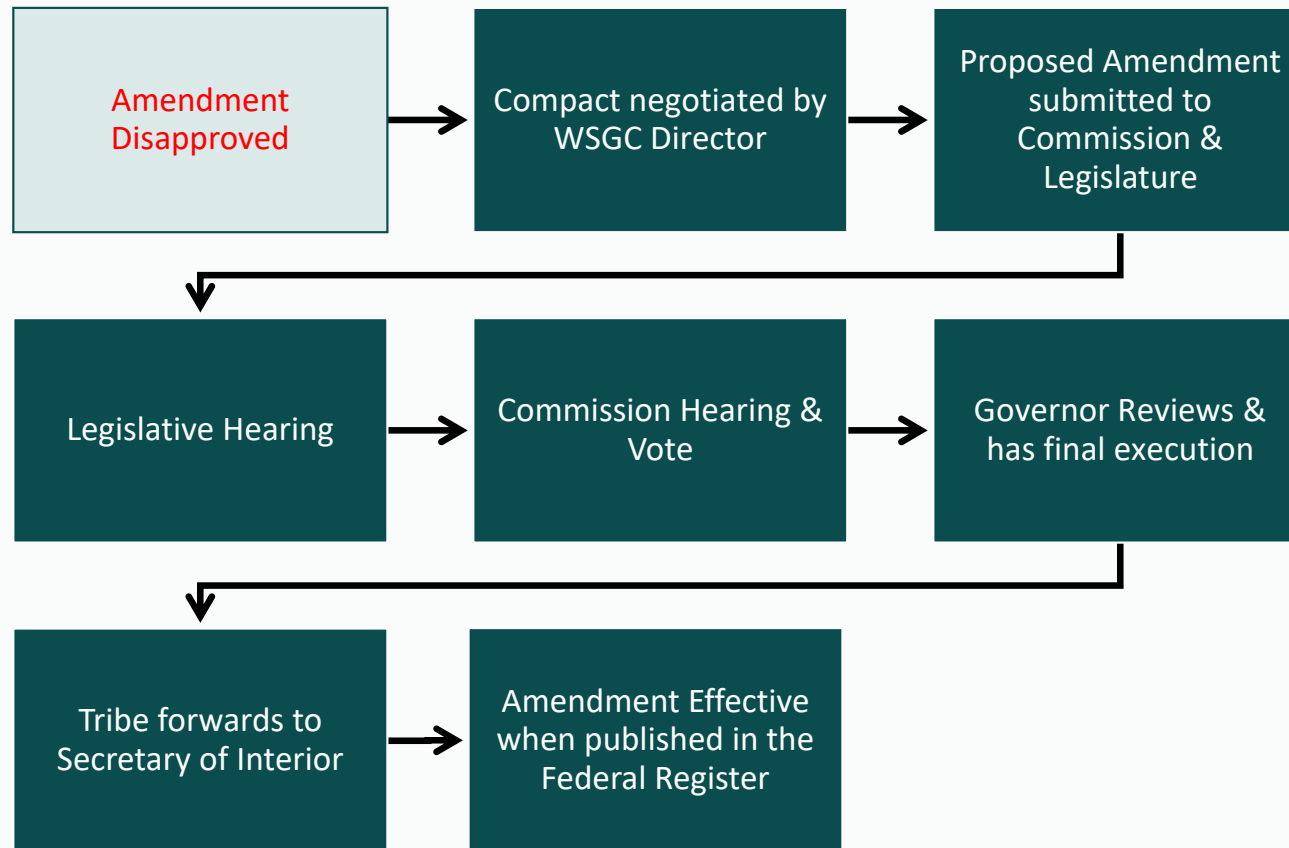 Amendment
Disapproved
Compact negotiated by
WSGC Director
Proposed Amendment
submitted to
Commission &
Legislature
Legislative Hearing
Commission Hearing &
Vote
Governor Reviews &
has final execution
Tribe forwards to
Secretary of Interior
Amendment Effective
when published in the
Federal Register